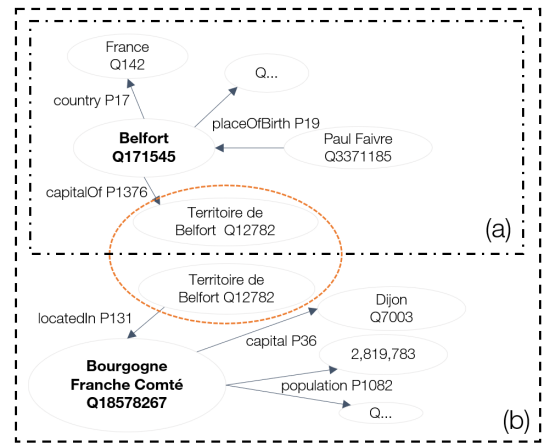 France
Q142
Q...
country P17
placeOfBirth P19
Belfort
Q171545
Paul Faivre
Q3371185
capitalOf P1376
Territoire de
Belfort Q12782
(a)
Territoire de
Belfort Q12782
Dijon
Q7003
locatedIn P131
capital P36
Bourgogne
Franche Comté
Q18578267
2,819,783
population P1082
Q...
(b)